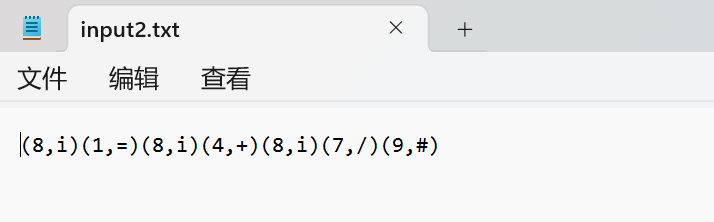 input2.txt
文件 编辑 查看
(8,i)(1,=)(8,i)(4,+)(8,i)(7,/)(9,#)